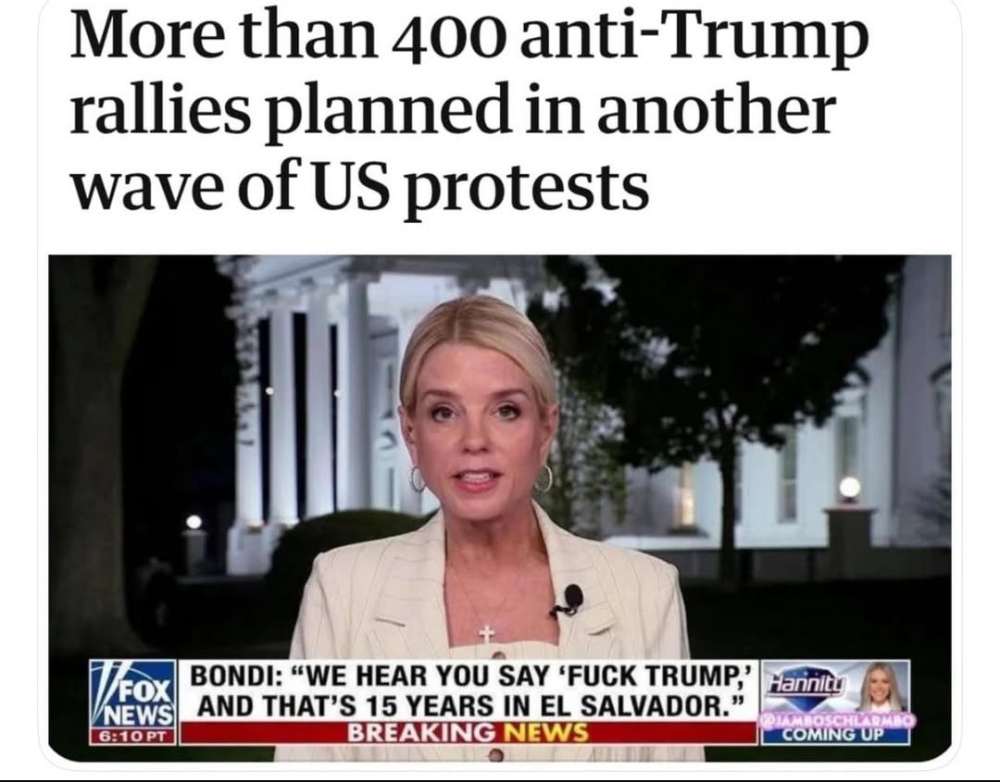 More than 400 anti-Trump
rallies planned in another
wave of US protests
FOX
NEWS
6:10 PT
BONDI: “WE HEAR YOU SAY ‘FUCK TRUMP,’
AND THAT’S 15 YEARS IN EL SALVADOR.”
BREAKING NEWS
Hannity
@IAMBOSCHLARMBO
COMING UP